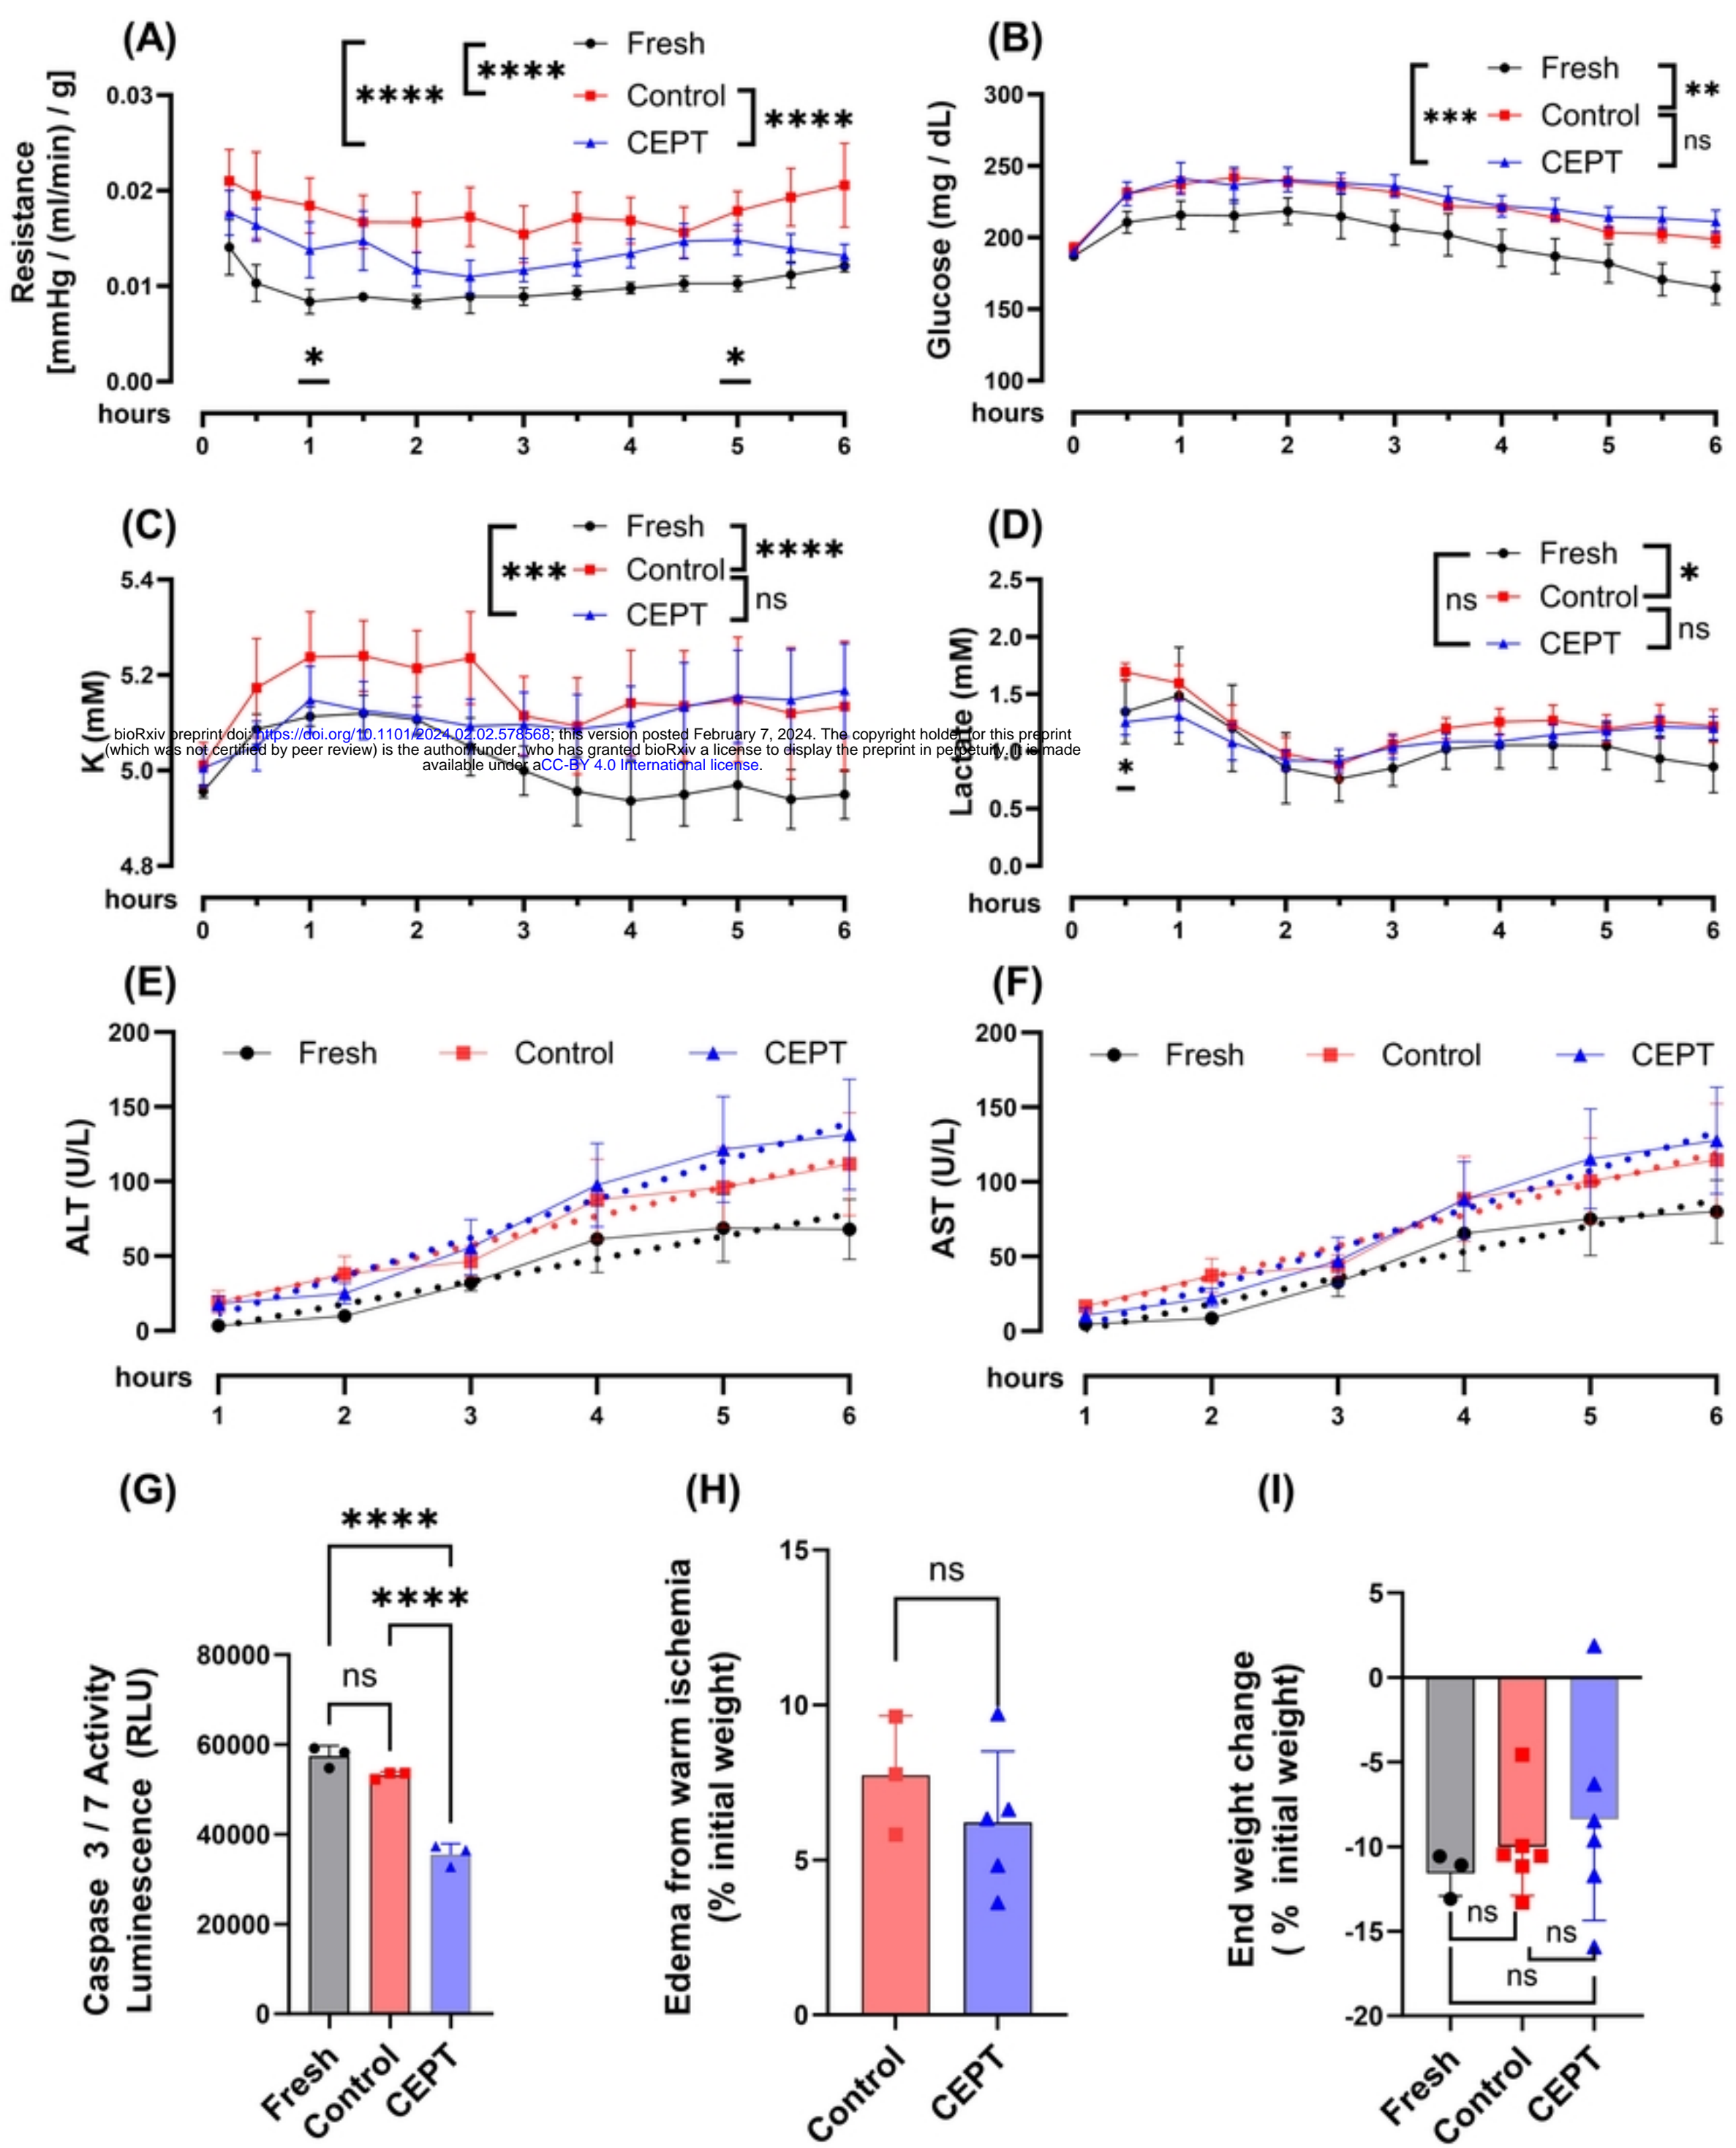 (A)
Fresh
Control
CEPT
****
****
****
Resistance
[mmHg / (ml/min) / g]
0.03
0.02
0.01
0.00
*
*
hours
0 1 2 3 4 5 6
(B)
Fresh
Control
CEPT
***
**
ns
Glucose (mg / dL)
300
250
200
150
100
0 1 2 3 4 5 6
(C)
Fresh
Control
CEPT
***
****
ns
K (mM)
5.4
5.2
5.0
4.8
hours
0 1 2 3 4 5 6
(D)
Fresh
Control
CEPT
ns
*
ns
Lactate (mM)
2.5
2.0
1.5
1.0
0.5
0.0
*
horus
0 1 2 3 4 5 6
bioRxiv preprint doi: https://doi.org/10.1101/2024.02.02.578568; this version posted February 7, 2024. The copyright holder for this preprint
(which was not certified by peer review) is the author/funder, who has granted bioRxiv a license to display the preprint in perpetuity. It is made
available under aCC-BY 4.0 International license.
(E)
Fresh Control CEPT
ALT (U/L)
200
150
100
50
0
hours
1 2 3 4 5 6
(F)
Fresh Control CEPT
AST (U/L)
200
150
100
50
0
hours
1 2 3 4 5 6
(G)
****
****
ns
Caspase 3 / 7 Activity
Luminescence (RLU)
80000
60000
40000
20000
0
Fresh
Control
CEPT
(H)
ns
Edema from warm ischemia
(% initial weight)
15
10
5
0
Control
CEPT
(I)
End weight change
( % initial weight)
5
0
-5
-10
-15
-20
ns
ns
ns
Fresh
Control
CEPT